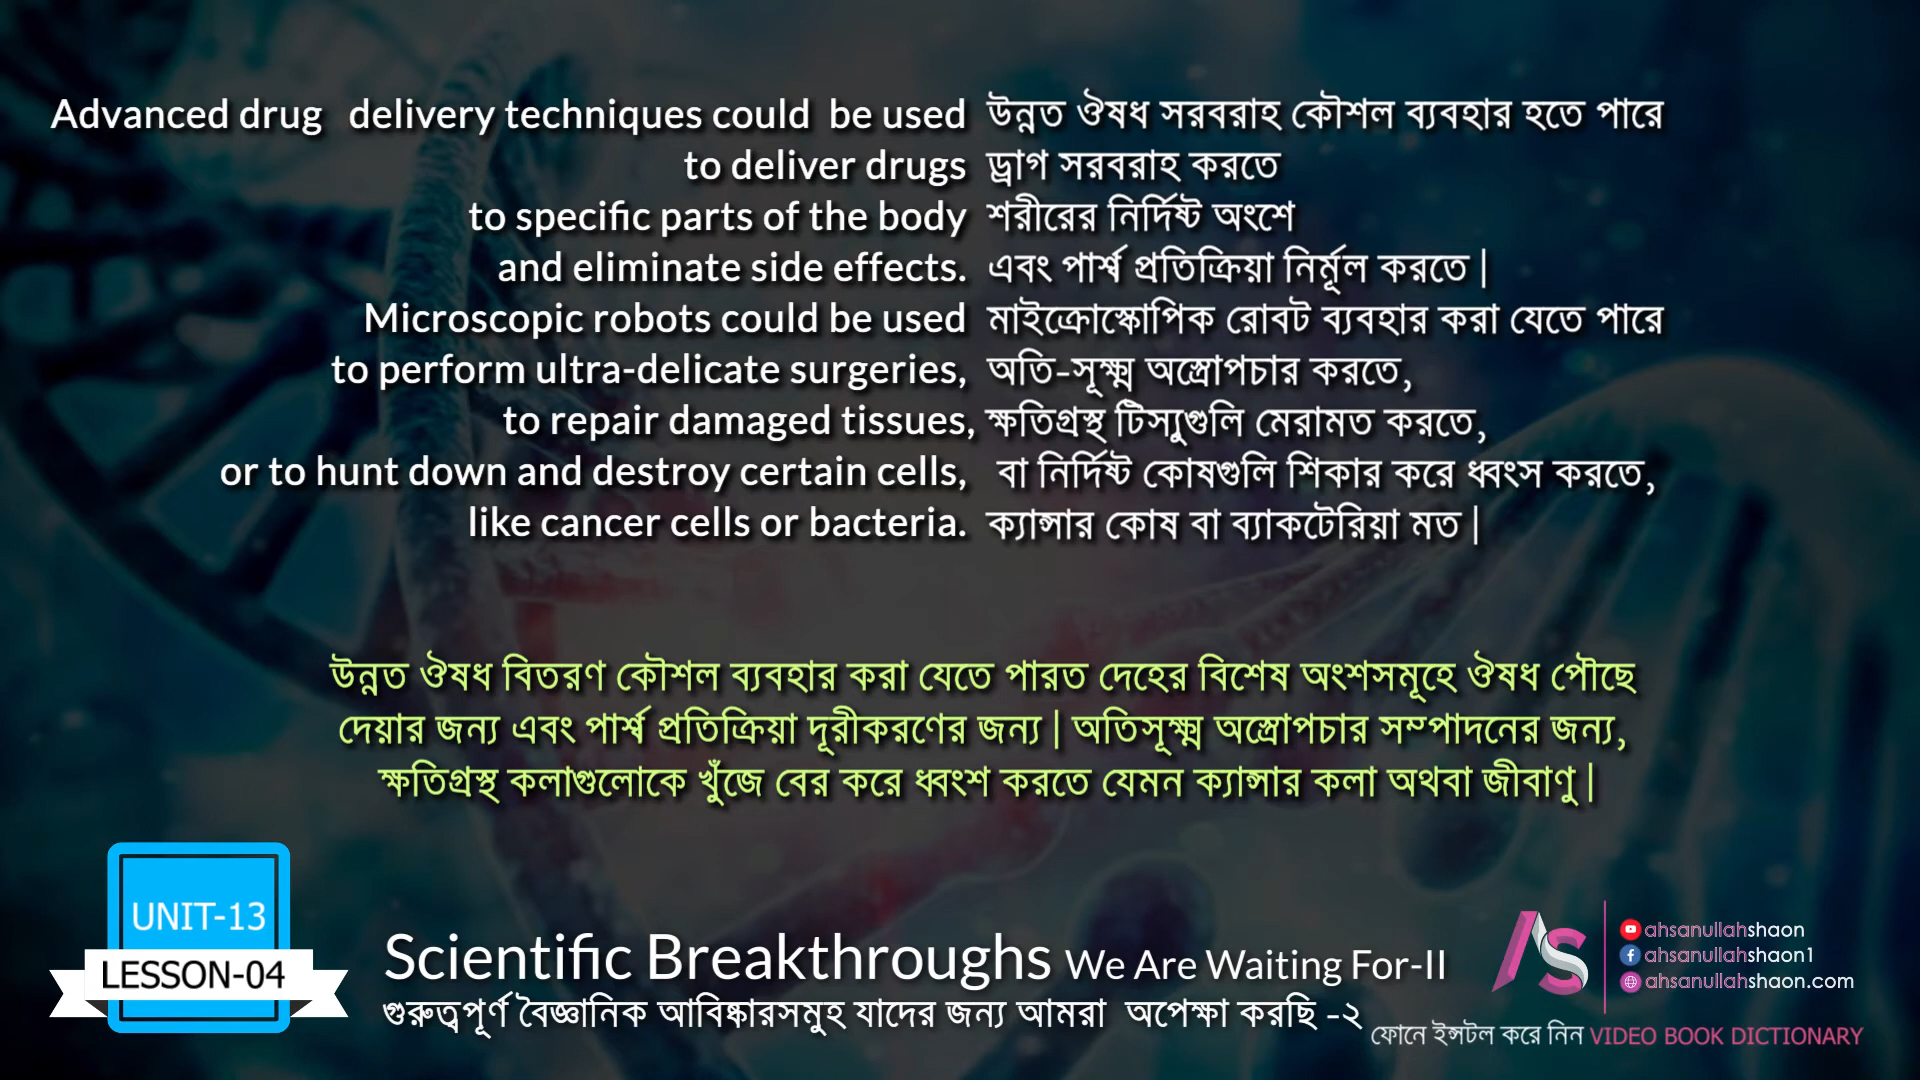 Advanced drug delivery techniques could be used উন্নত ঔষধ সরবরাহ কৌশল ব্যবহার হতে পারে
to deliver drugs ড্রাগ সরবরাহ করতে
to specific parts of the body শরীরের নির্দিষ্ট অংশে
and eliminate side effects. এবং পার্শ্ব প্রতিক্রিয়া নির্মূল করতে|
Microscopic robots could be used মাইক্রোস্কোপিক রোবট ব্যবহার করা যেতে পারে
to perform ultra-delicate surgeries, অতি-সূক্ষ্ম অস্ত্রোপচার করতে,
to repair damaged tissues, ক্ষতিগ্রস্থ টিস্যুগুলি মেরামত করতে,
or to hunt down and destroy certain cells, বা নির্দিষ্ট কোষগুলি শিকার করে ধ্বংস করতে,
like cancer cells or bacteria. ক্যান্সার কোষ বা ব্যাকটেরিয়া মত|
উন্নত ঔষধ বিতরণ কৌশল ব্যবহার করা যেতে পারত দেহের বিশেষ অংশসমূহে ঔষধ পৌছে
দেয়ার জন্য এবং পার্শ্ব প্রতিক্রিয়া দূরীকরণের জন্য| অতিসূক্ষ্ম অস্ত্রোপচার সম্পাদনের জন্য,
ক্ষতিগ্রস্থ কলাগুলোকে খুঁজে বের করে ধ্বংশ করতে যেমন ক্যান্সার কলা অথবা জীবাণু|
UNIT-13
LESSON-04
Scientific Breakthroughs We Are Waiting For-II
গুরুত্বপূর্ণ বৈজ্ঞানিক আবিষ্কারসমুহ যাদের জন্য আমরা অপেক্ষা করছি -২
AS
ahsanullahshaon
ahsanullahshaon1
ahsanullahshaon.com
ফোনে ইন্সটল করে নিন VIDEO BOOK DICTIONARY